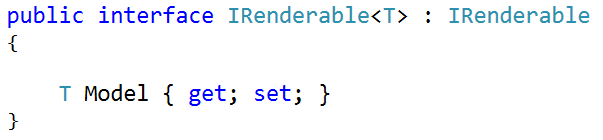 public interface IRenderable<T> : IRenderable
{
T Model { get; set; }
}